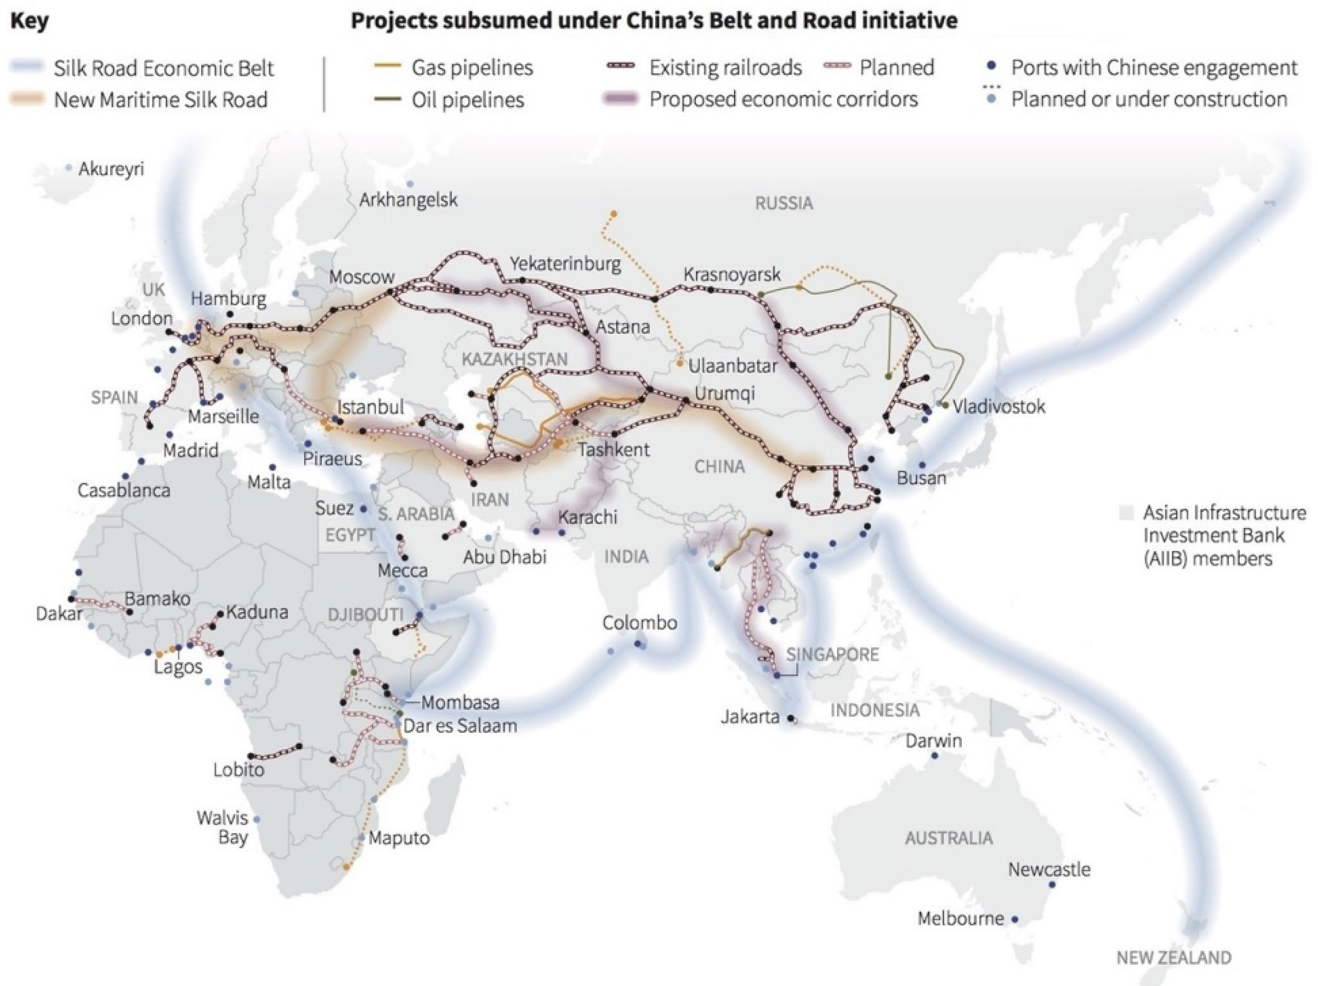 Key
Projects subsumed under China's Belt and Road initiative
Silk Road Economic Belt
New Maritime Silk Road
Gas pipelines
Oil pipelines
Existing railroads
Planned
Proposed economic corridors
Ports with Chinese engagement
Planned or under construction
Akureyri
Arkhangelsk
RUSSIA
Moscow
Yekaterinburg
Krasnoyarsk
UK
Hamburg
London
Astana
KAZAKHSTAN
Ulaanbatar
Urumqi
SPAIN
Marseille
Istanbul
Vladivostok
Madrid
Piraeus
Tashkent
CHINA
Busan
Casablanca
Malta
IRAN
Suez
S. ARABIA
EGYPT
Karachi
Abu Dhabi
INDIA
Asian Infrastructure
Investment Bank
(AIIB) members
Mecca
Dakar
Bamako
Kaduna
DJIBOUTI
Colombo
Lagos
SINGAPORE
Mombasa
Dar es Salaam
Jakarta
INDONESIA
Darwin
Lobito
Walvis
Bay
Maputo
AUSTRALIA
Newcastle
Melbourne
NEW ZEALAND